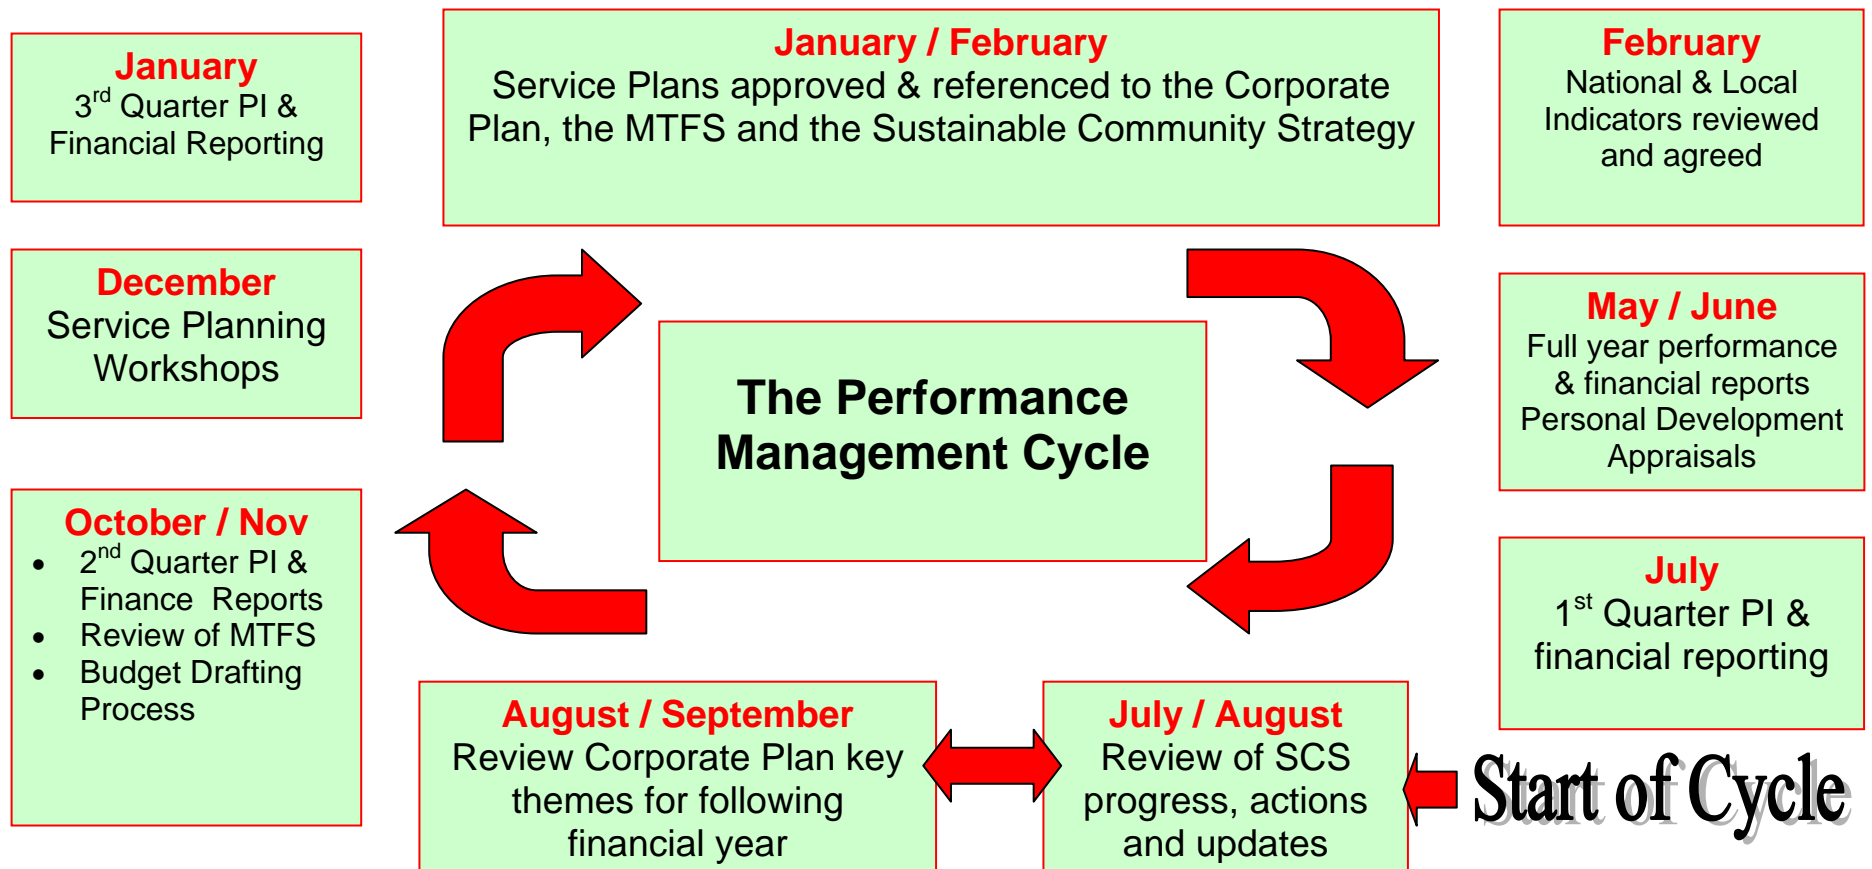 January
3rd Quarter PI &
Financial Reporting
January / February
Service Plans approved & referenced to the Corporate
Plan, the MTFS and the Sustainable Community Strategy
February
National & Local
Indicators reviewed
and agreed
December
Service Planning
Workshops
The Performance
Management Cycle
May / June
Full year performance
& financial reports
Personal Development
Appraisals
October / Nov
• 2nd Quarter PI &
Finance Reports
• Review of MTFS
• Budget Drafting
Process
July
1st Quarter PI &
financial reporting
August / September
Review Corporate Plan key
themes for following
financial year
July / August
Review of SCS
progress, actions
and updates
Start of Cycle